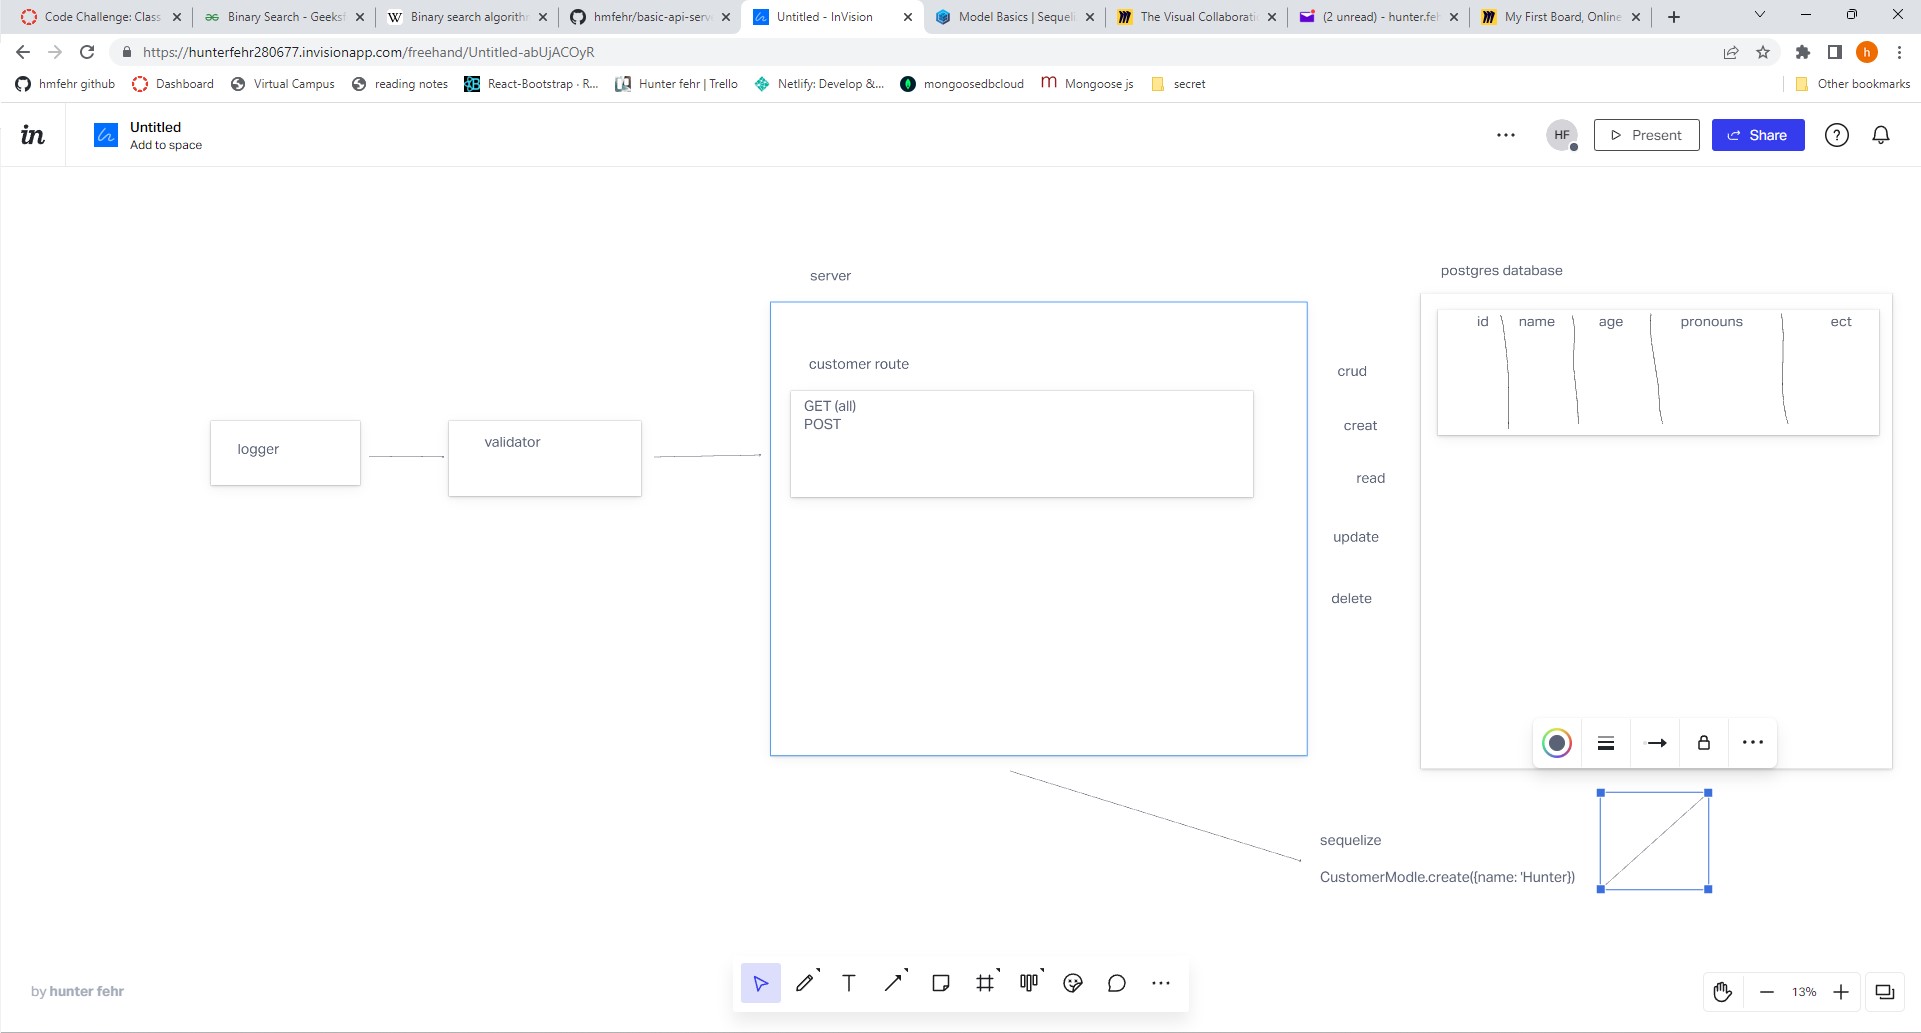 Code Challenge: Class
Binary Search - Geeksf
Binary search algorithm
hmfehr/basic-api-serv
Untitled - InVision
Model Basics | Sequeli
The Visual Collaborati
(2 unread) - hunter.feh
My First Board, Online
https://hunterfehr280677.invisionapp.com/freehand/Untitled-abUjACOyR
h
hmfehr github
Dashboard
Virtual Campus
reading notes
React-Bootstrap · R...
Hunter fehr | Trello
Netlify: Develop &...
mongoosedbcloud
Mongoose js
secret
Other bookmarks
in
Untitled
Add to space
HF
Present
Share
server
postgres database
id name age pronouns ect
customer route
GET (all)
POST
logger
validator
crud
creat
read
update
delete
sequelize
CustomerModle.create({name: 'Hunter})
by hunter fehr
13%